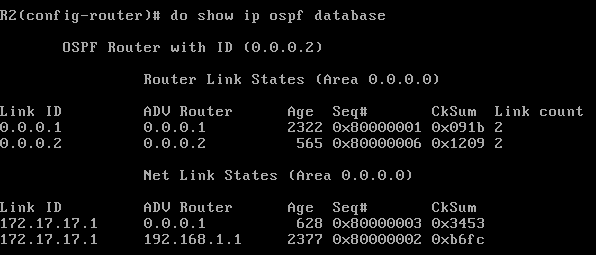 R2(config-router)# do show ip ospf database
OSPF Router with ID (0.0.0.2)
Router Link States (Area 0.0.0.0)
Link ID ADV Router Age Seq# CkSum Link count
0.0.0.1 0.0.0.1 2322 0x80000001 0x091b 2
0.0.0.2 0.0.0.2 565 0x80000006 0x1209 2
Net Link States (Area 0.0.0.0)
Link ID ADV Router Age Seq# CkSum
172.17.17.1 0.0.0.1 628 0x80000003 0x3453
172.17.17.1 192.168.1.1 2377 0x80000002 0xb6fc